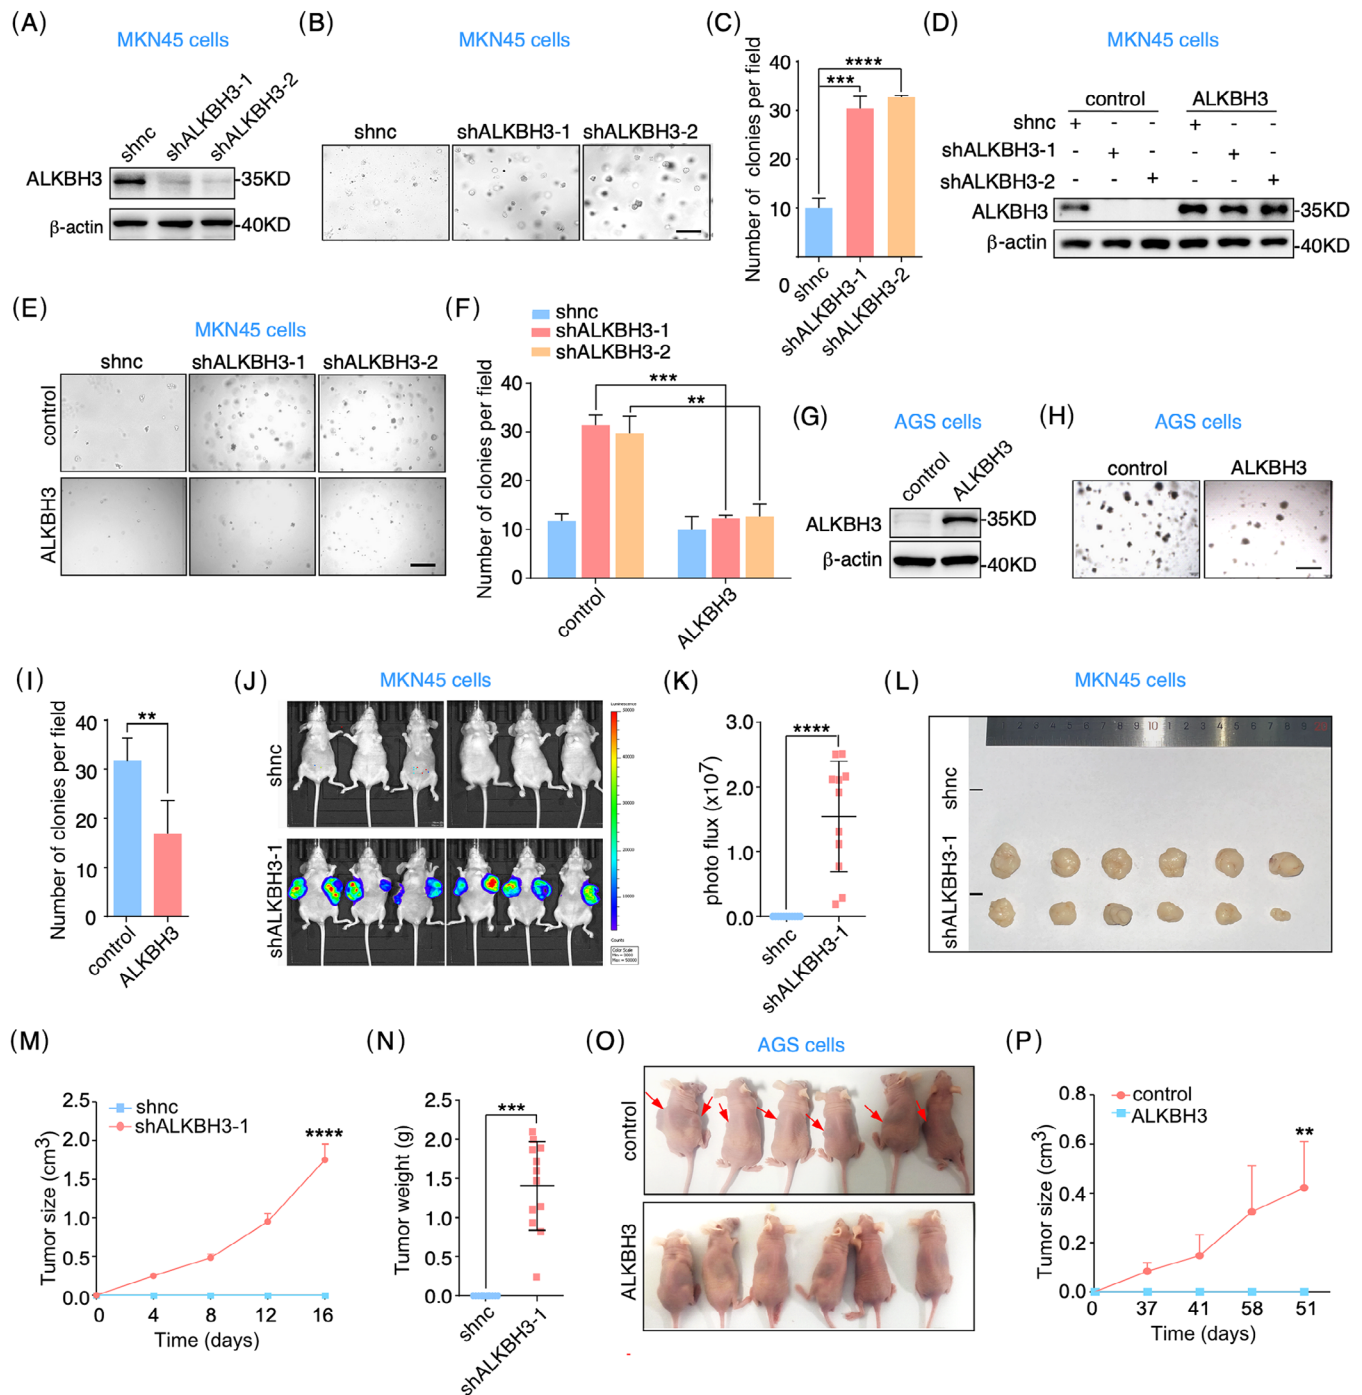 (A)
MKN45 cells
shnc
shALKBH3-1
shALKBH3-2
ALKBH3
-35KD
β-actin
-40KD
(B)
MKN45 cells
shnc
shALKBH3-1
shALKBH3-2
(C)
Number of clonies per field
40
30
20
10
0
***
****
shnc
shALKBH3-1
shALKBH3-2
(D)
MKN45 cells
control
ALKBH3
shnc + - - + - -
shALKBH3-1 - + - - + -
shALKBH3-2 - - + - - +
ALKBH3
-35KD
β-actin
-40KD
(E)
MKN45 cells
shnc
shALKBH3-1
shALKBH3-2
control
ALKBH3
(F)
shnc
shALKBH3-1
shALKBH3-2
Number of clonies per field
40
30
20
10
0
***
**
control
ALKBH3
(G)
AGS cells
control
ALKBH3
ALKBH3
-35KD
β-actin
-40KD
(H)
AGS cells
control
ALKBH3
(I)
Number of clonies per field
40
30
20
10
0
**
control
ALKBH3
(J)
MKN45 cells
shnc
shALKBH3-1
50000
40000
30000
20000
10000
Counts
Color Scale
(K)
photo flux (x10⁷)
3.0
2.0
1.0
0.0
****
shnc
shALKBH3-1
(L)
MKN45 cells
shnc
shALKBH3-1
(M)
shnc
shALKBH3-1
Tumor size (cm³)
2.5
2.0
1.5
1.0
0.5
0.0
****
0 4 8 12 16
Time (days)
(N)
Tumor weight (g)
2.5
2.0
1.5
1.0
0.5
0.0
***
shnc
shALKBH3-1
(O)
AGS cells
control
ALKBH3
(P)
control
ALKBH3
Tumor size (cm³)
0.8
0.6
0.4
0.2
0.0
**
0 37 41 58 51
Time (days)